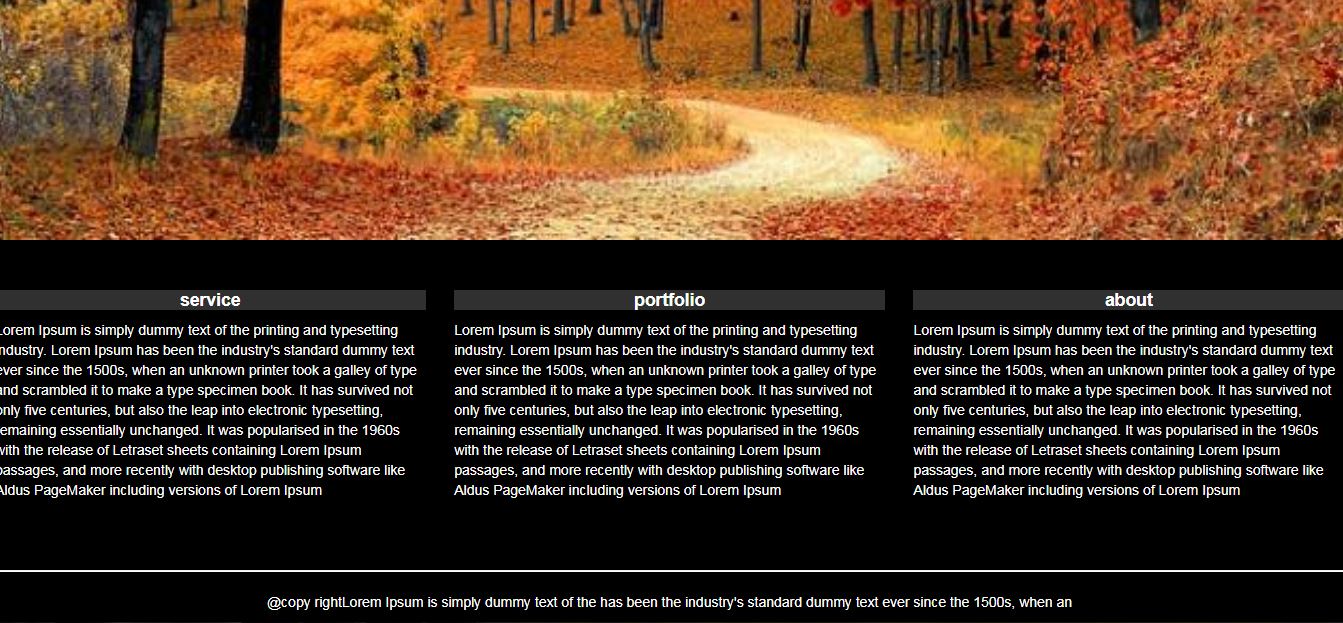 service
Lorem Ipsum is simply dummy text of the printing and typesetting
industry. Lorem Ipsum has been the industry's standard dummy text
ever since the 1500s, when an unknown printer took a galley of type
and scrambled it to make a type specimen book. It has survived not
only five centuries, but also the leap into electronic typesetting,
remaining essentially unchanged. It was popularised in the 1960s
with the release of Letraset sheets containing Lorem Ipsum
passages, and more recently with desktop publishing software like
Aldus PageMaker including versions of Lorem Ipsum
portfolio
Lorem Ipsum is simply dummy text of the printing and typesetting
industry. Lorem Ipsum has been the industry's standard dummy text
ever since the 1500s, when an unknown printer took a galley of type
and scrambled it to make a type specimen book. It has survived not
only five centuries, but also the leap into electronic typesetting,
remaining essentially unchanged. It was popularised in the 1960s
with the release of Letraset sheets containing Lorem Ipsum
passages, and more recently with desktop publishing software like
Aldus PageMaker including versions of Lorem Ipsum
about
Lorem Ipsum is simply dummy text of the printing and typesetting
industry. Lorem Ipsum has been the industry's standard dummy text
ever since the 1500s, when an unknown printer took a galley of type
and scrambled it to make a type specimen book. It has survived not
only five centuries, but also the leap into electronic typesetting,
remaining essentially unchanged. It was popularised in the 1960s
with the release of Letraset sheets containing Lorem Ipsum
passages, and more recently with desktop publishing software like
Aldus PageMaker including versions of Lorem Ipsum
@copy rightLorem Ipsum is simply dummy text of the has been the industry's standard dummy text ever since the 1500s, when an